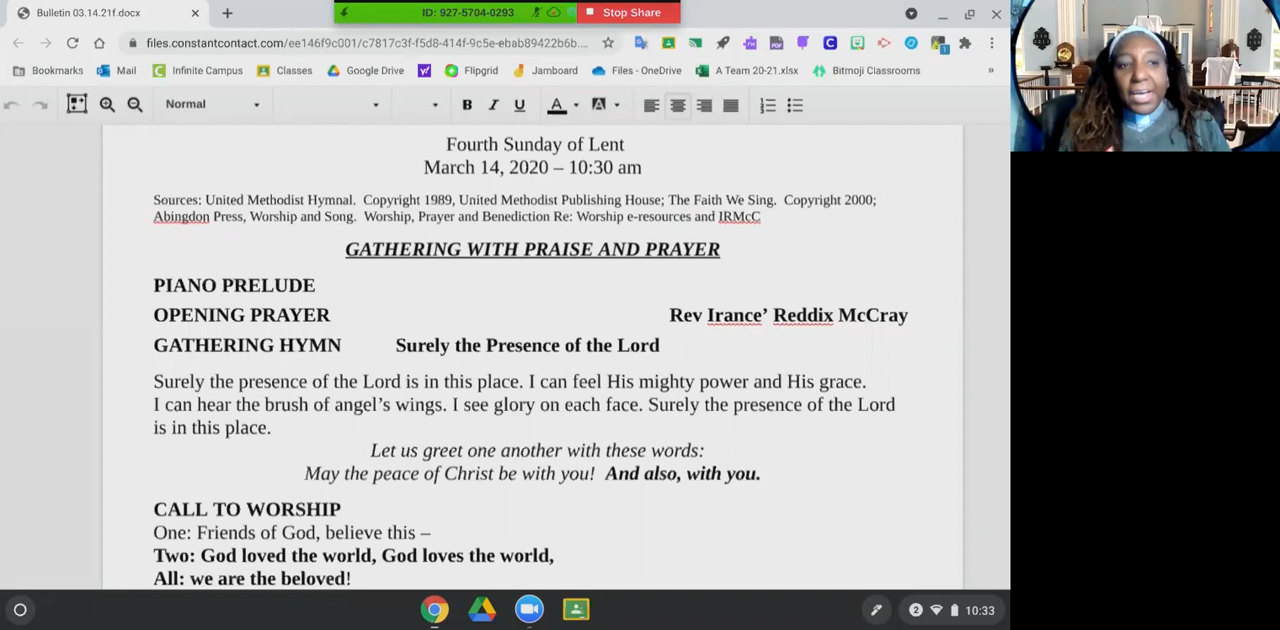 Bulletin 03.14.21f.docx
ID: 927-5704-0293
Stop Share
files.constantcontact.com/ee146f9c001/c7817c3f-f5d8-414f-9c5e-ebab89422b6b....
Bookmarks Mail Infinite Campus Classes Google Drive Flipgrid Jamboard Files - OneDrive A Team 20-21.xlsx Bitmoji Classrooms »
Normal B I U A A
Fourth Sunday of Lent
March 14, 2020 – 10:30 am
Sources: United Methodist Hymnal. Copyright 1989, United Methodist Publishing House; The Faith We Sing. Copyright 2000;
Abingdon Press, Worship and Song. Worship, Prayer and Benediction Re: Worship e-resources and IRMcC
GATHERING WITH PRAISE AND PRAYER
PIANO PRELUDE
OPENING PRAYER Rev Irance’ Reddix McCray
GATHERING HYMN Surely the Presence of the Lord
Surely the presence of the Lord is in this place. I can feel His mighty power and His grace.
I can hear the brush of angel’s wings. I see glory on each face. Surely the presence of the Lord
is in this place.
Let us greet one another with these words:
May the peace of Christ be with you! And also, with you.
CALL TO WORSHIP
One: Friends of God, believe this –
Two: God loved the world, God loves the world,
All: we are the beloved!
2 10:33